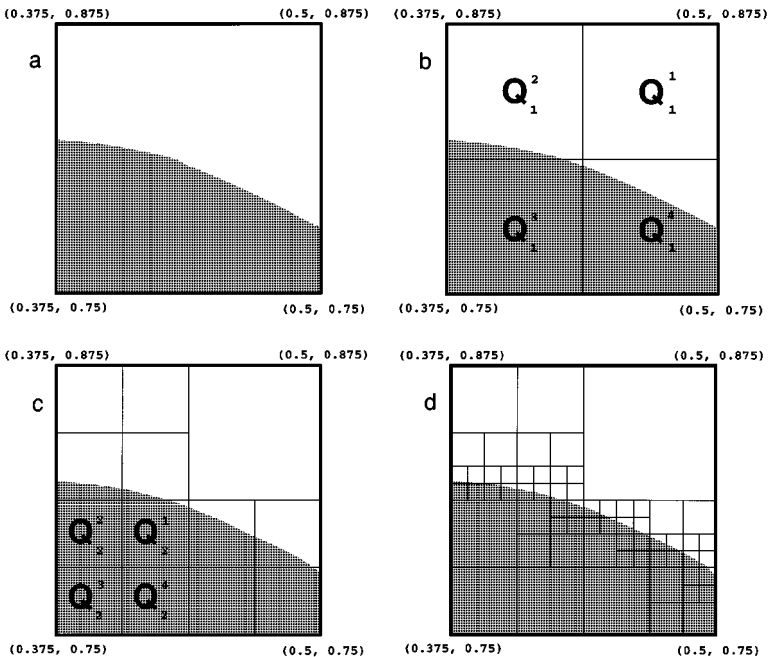 (0.375, 0.875) (0.5, 0.875)
a
(0.375, 0.75) (0.5, 0.75)
(0.375, 0.875) (0.5, 0.875)
b
Q 2 1
Q 1 1
Q 3 1
Q 4 1
(0.375, 0.75) (0.5, 0.75)
(0.375, 0.875) (0.5, 0.875)
c
Q 2 2
Q 1 2
Q 3 2
Q 4 2
(0.375, 0.75) (0.5, 0.75)
(0.375, 0.875) (0.5, 0.875)
d
(0.375, 0.75) (0.5, 0.75)